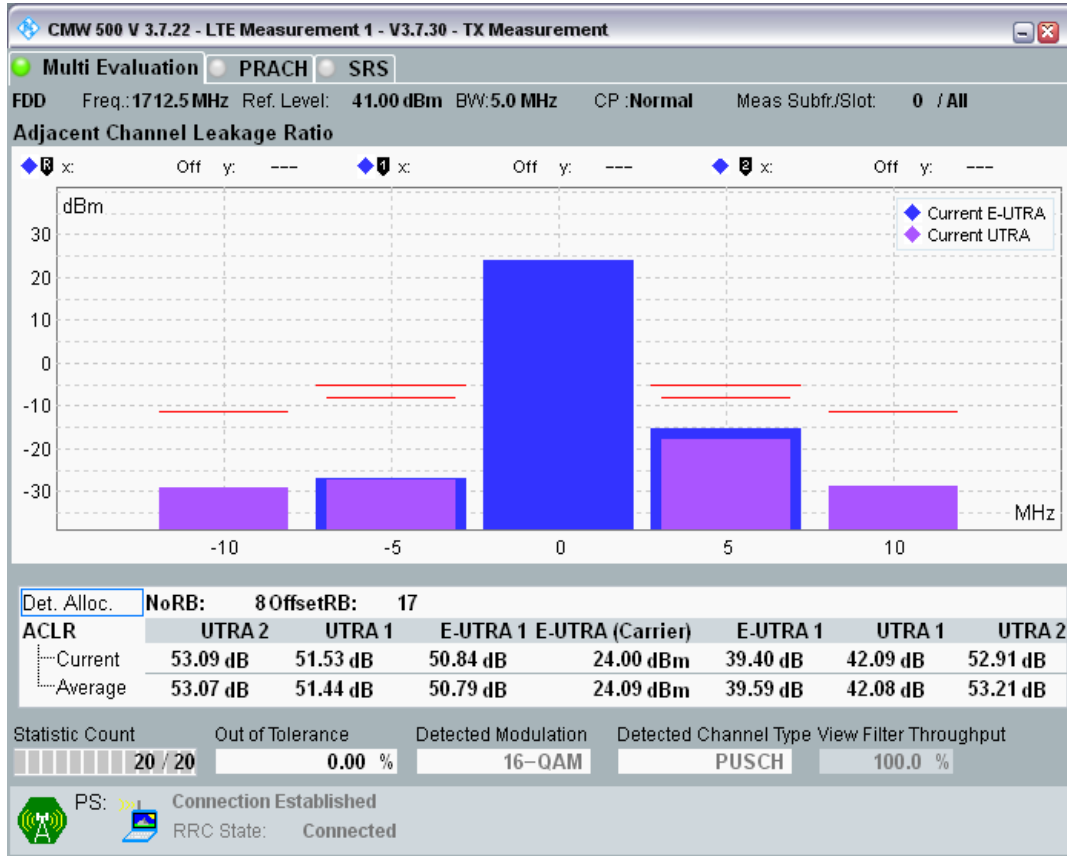 CMW 500 V 3.7.22 - LTE Measurement 1 - V3.7.30 - TX Measurement
Multi Evaluation PRACH SRS
FDD Freq.: 1712.5 MHz Ref. Level: 41.00 dBm BW: 5.0 MHz CP : Normal Meas Subfr./Slot: 0 / All
Adjacent Channel Leakage Ratio
R x: Off y: --- 1 x: Off y: --- 2 x: Off y: ---
dBm
Current E-UTRA
Current UTRA
30
20
10
0
-10
-20
-30
MHz
-10 -5 0 5 10
Det. Alloc. NoRB: 8 OffsetRB: 17
ACLR UTRA 2 UTRA 1 E-UTRA 1 E-UTRA (Carrier) E-UTRA 1 UTRA 1 UTRA 2
Current 53.09 dB 51.53 dB 50.84 dB 24.00 dBm 39.40 dB 42.09 dB 52.91 dB
Average 53.07 dB 51.44 dB 50.79 dB 24.09 dBm 39.59 dB 42.08 dB 53.21 dB
Statistic Count Out of Tolerance Detected Modulation Detected Channel Type View Filter Throughput
20 / 20 0.00 % 16-QAM PUSCH 100.0 %
PS: Connection Established
RRC State: Connected